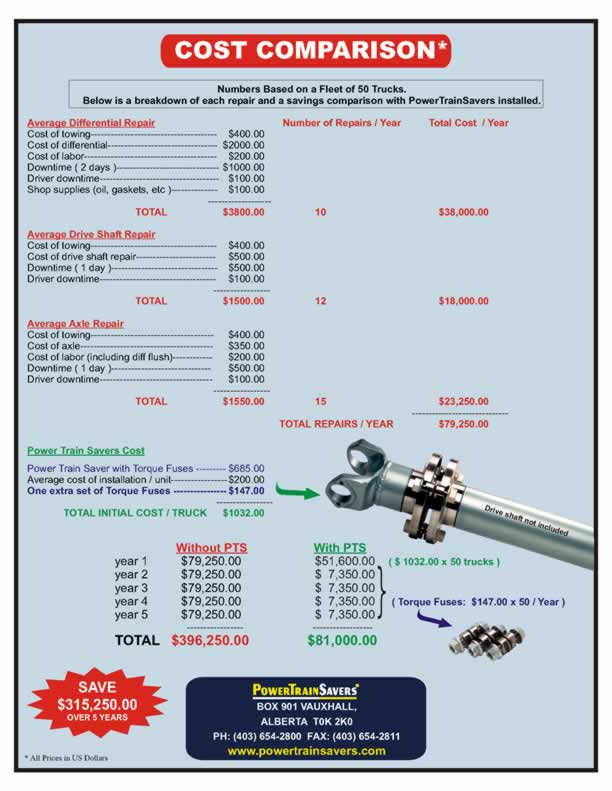 COST COMPARISON*
Numbers Based on a Fleet of 50 Trucks.
Below is a breakdown of each repair and a savings comparison with PowerTrainSavers installed.
Average Differential Repair Number of Repairs / Year Total Cost / Year
Cost of towing $400.00
Cost of differential $2000.00
Cost of labor $200.00
Downtime ( 2 days ) $1000.00
Driver downtime $100.00
Shop supplies (oil, gaskets, etc ) $100.00
TOTAL $3800.00 10 $38,000.00
Average Drive Shaft Repair
Cost of towing $400.00
Cost of drive shaft repair $500.00
Downtime ( 1 day ) $500.00
Driver downtime $100.00
TOTAL $1500.00 12 $18,000.00
Average Axle Repair
Cost of towing $400.00
Cost of axle $350.00
Cost of labor (including diff flush) $200.00
Downtime ( 1 day ) $500.00
Driver downtime $100.00
TOTAL $1550.00 15 $23,250.00
TOTAL REPAIRS / YEAR $79,250.00
Power Train Savers Cost
Power Train Saver with Torque Fuses $685.00
Average cost of installation / unit $200.00
One extra set of Torque Fuses $147.00
TOTAL INITIAL COST / TRUCK $1032.00
Drive shaft not included
Without PTS With PTS
year 1 $79,250.00 $51,600.00 ( $ 1032.00 x 50 trucks )
year 2 $79,250.00 $ 7,350.00
year 3 $79,250.00 $ 7,350.00
year 4 $79,250.00 $ 7,350.00 ( Torque Fuses: $147.00 x 50 / Year )
year 5 $79,250.00 $ 7,350.00
TOTAL $396,250.00 $81,000.00
SAVE
$315,250.00
OVER 5 YEARS
POWERTRAINSAVERS
BOX 901 VAUXHALL,
ALBERTA T0K 2K0
PH: (403) 654-2800 FAX: (403) 654-2811
www.powertrainsavers.com
* All Prices in US Dollars